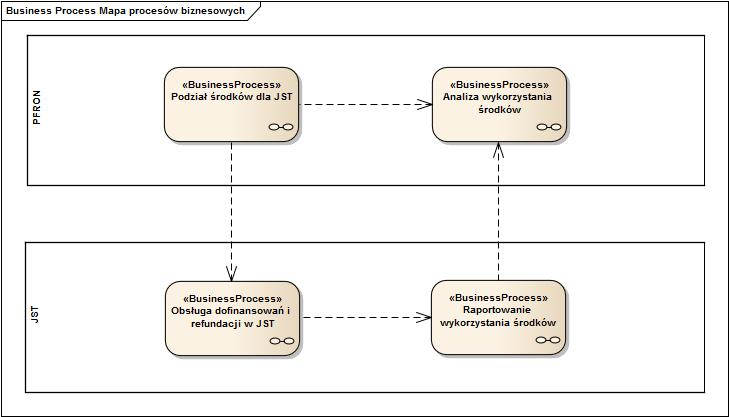 Business Process Mapa procesów biznesowych
PFRON
«BusinessProcess»
Podział środków dla JST
«BusinessProcess»
Analiza wykorzystania
środków
JST
«BusinessProcess»
Obsługa dofinansowań i
refundacji w JST
«BusinessProcess»
Raportowanie
wykorzystania środków